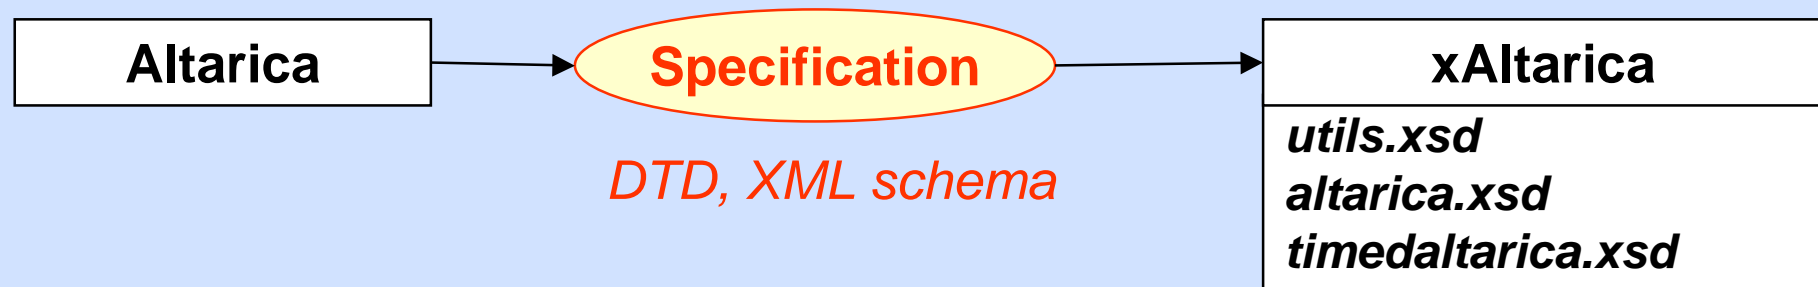 Altarica
Specification
DTD, XML schema
xAltarica
utils.xsd
altarica.xsd
timedaltarica.xsd